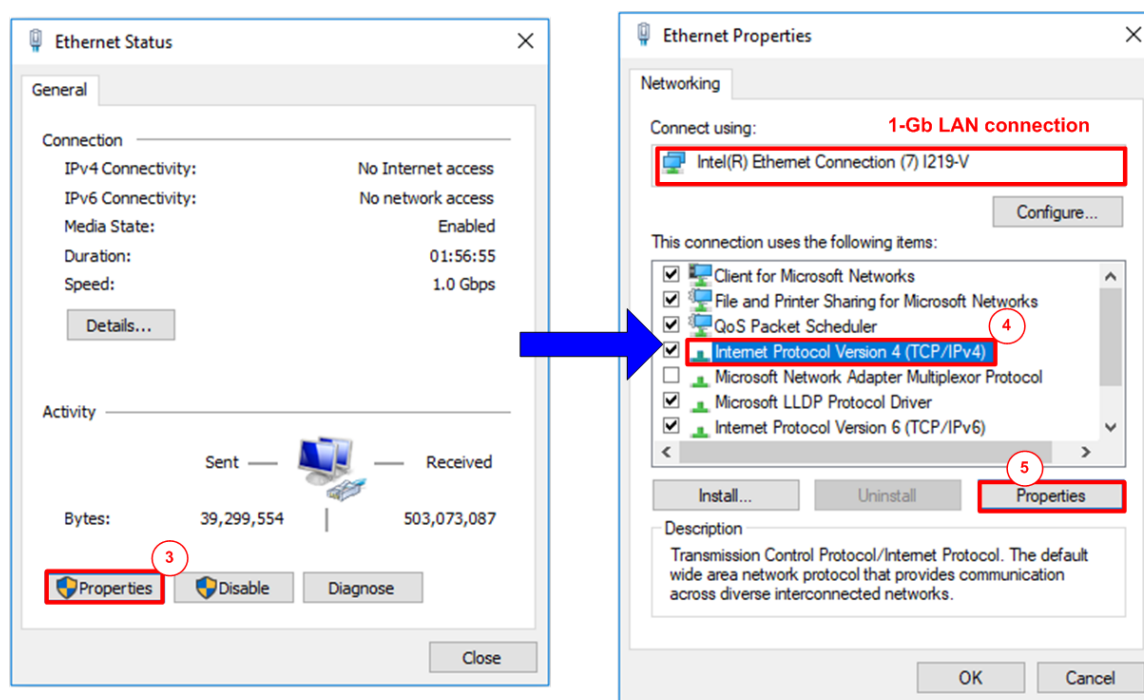 Ethernet Status
General
Connection
IPv4 Connectivity: No Internet access
IPv6 Connectivity: No network access
Media State: Enabled
Duration: 01:56:55
Speed: 1.0 Gbps
Details...
Activity
Sent Received
Bytes: 39,299,554 503,073,087
3
Properties Disable Diagnose
Close
Ethernet Properties
Networking
Connect using: 1-Gb LAN connection
Intel(R) Ethernet Connection (7) I219-V
Configure...
This connection uses the following items:
Client for Microsoft Networks
File and Printer Sharing for Microsoft Networks
QoS Packet Scheduler
4
Internet Protocol Version 4 (TCP/IPv4)
Microsoft Network Adapter Multiplexor Protocol
Microsoft LLDP Protocol Driver
Internet Protocol Version 6 (TCP/IPv6)
5
Install... Uninstall Properties
Description
Transmission Control Protocol/Internet Protocol. The default
wide area network protocol that provides communication
across diverse interconnected networks.
OK Cancel